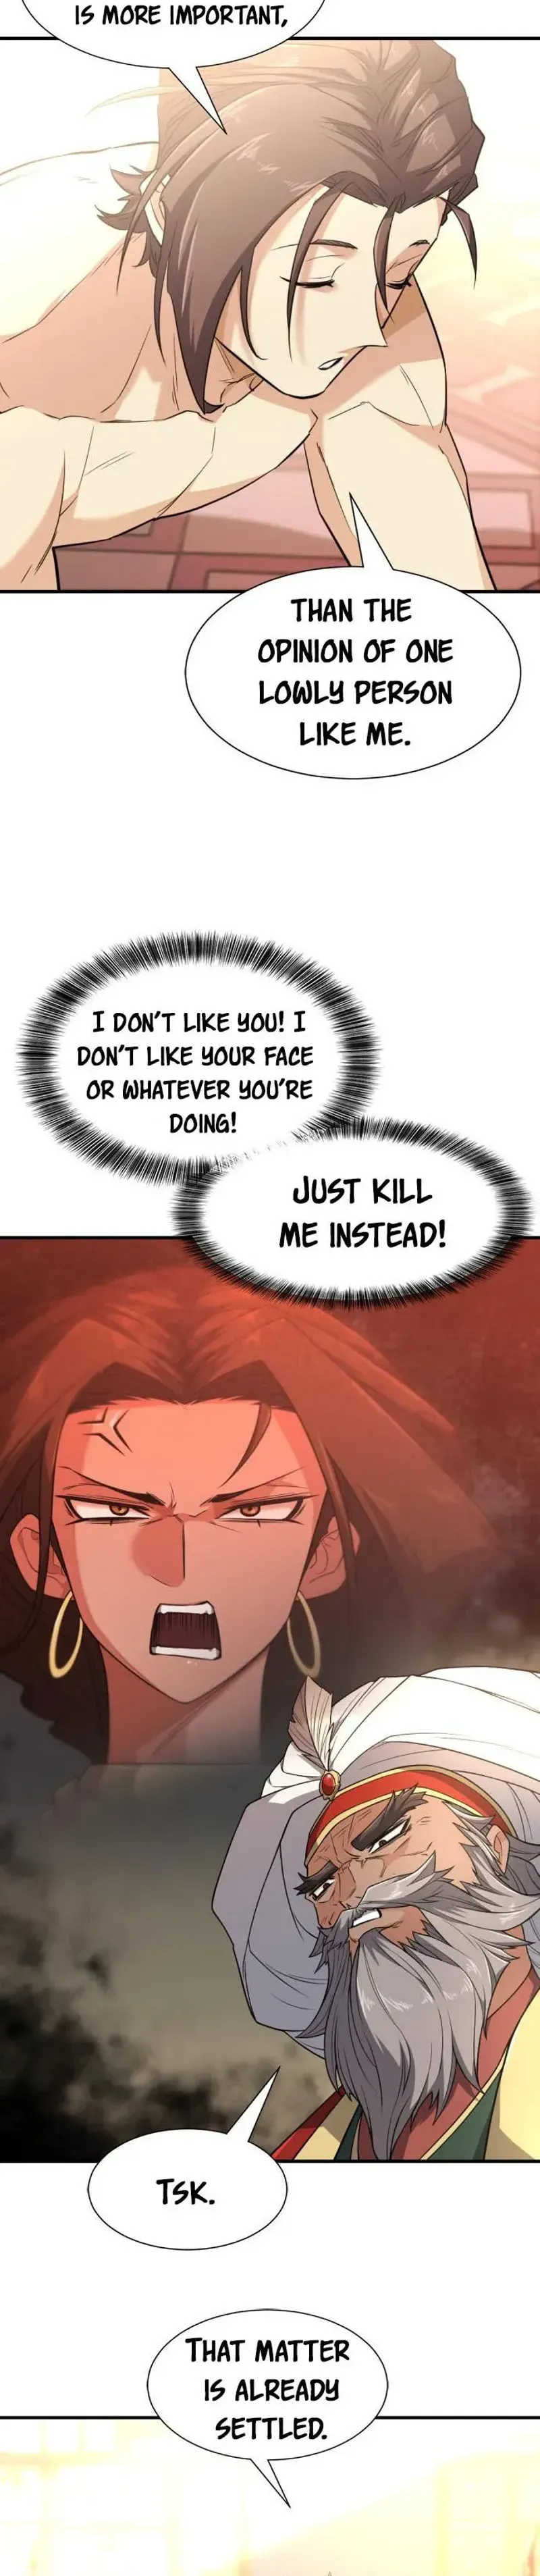 IS MORE IMPORTANT,
THAN THE
OPINION OF ONE
LOWLY PERSON
LIKE ME.
I DON'T LIKE YOU! I
DON'T LIKE YOUR FACE
OR WHATEVER YOU'RE
DOING!
JUST KILL
ME INSTEAD!
TSK.
THAT MATTER
IS ALREADY
SETTLED.